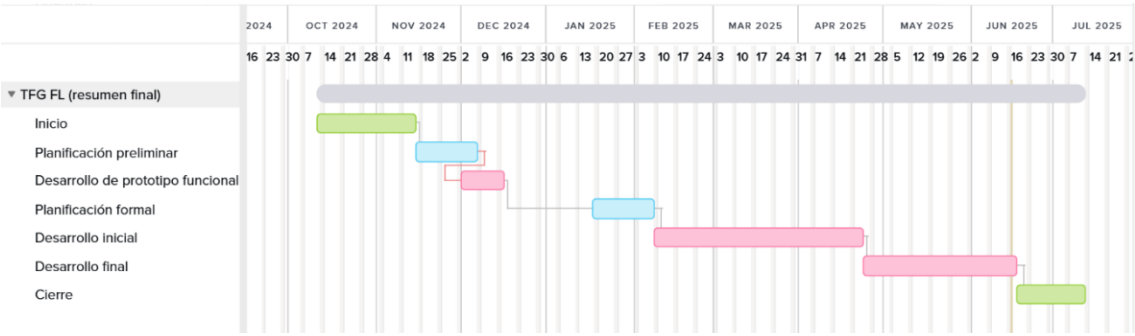 2024 OCT 2024 NOV 2024 DEC 2024 JAN 2025 FEB 2025 MAR 2025 APR 2025 MAY 2025 JUN 2025 JUL 2025
16 23 30 7 14 21 28 4 11 18 25 2 9 16 23 30 6 13 20 27 3 10 17 24 3 10 17 24 31 7 14 21 28 5 12 19 26 2 9 16 23 30 7 14 21
TFG FL (resumen final)
Inicio
Planificación preliminar
Desarrollo de prototipo funcional
Planificación formal
Desarrollo inicial
Desarrollo final
Cierre